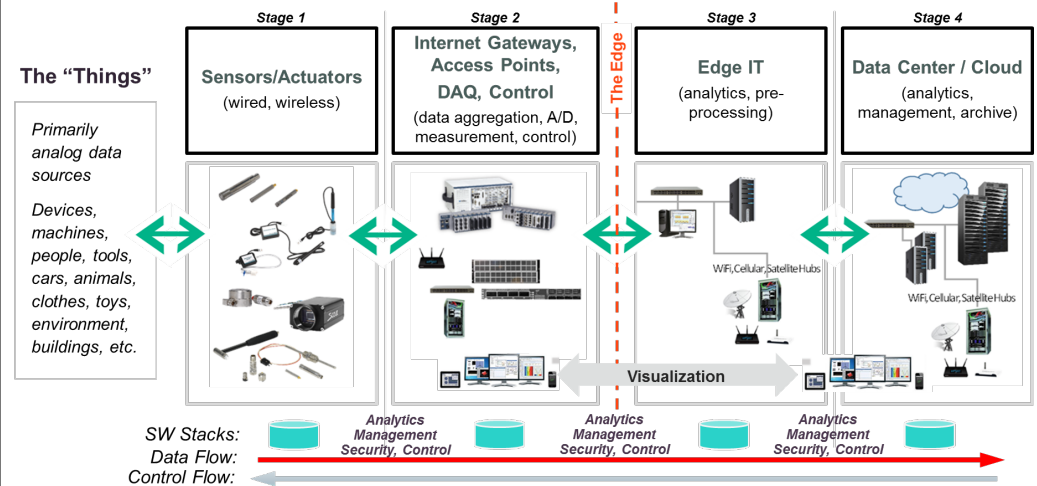 Stage 1
Stage 2
Stage 3
Stage 4
The “Things”
Primarily
analog data
sources
Devices,
machines,
people, tools,
cars, animals,
clothes, toys,
environment,
buildings, etc.
Sensors/Actuators
(wired, wireless)
Internet Gateways,
Access Points,
DAQ, Control
(data aggregation, A/D,
measurement, control)
The Edge
Edge IT
(analytics, pre-
processing)
Data Center / Cloud
(analytics,
management, archive)
WiFi,Cellular,Satellite Hubs
WiFi,Cellular,Satellite Hubs
Visualization
SW Stacks:
Analytics
Management
Security, Control
Analytics
Management
Security, Control
Analytics
Management
Security, Control
Data Flow:
Control Flow: